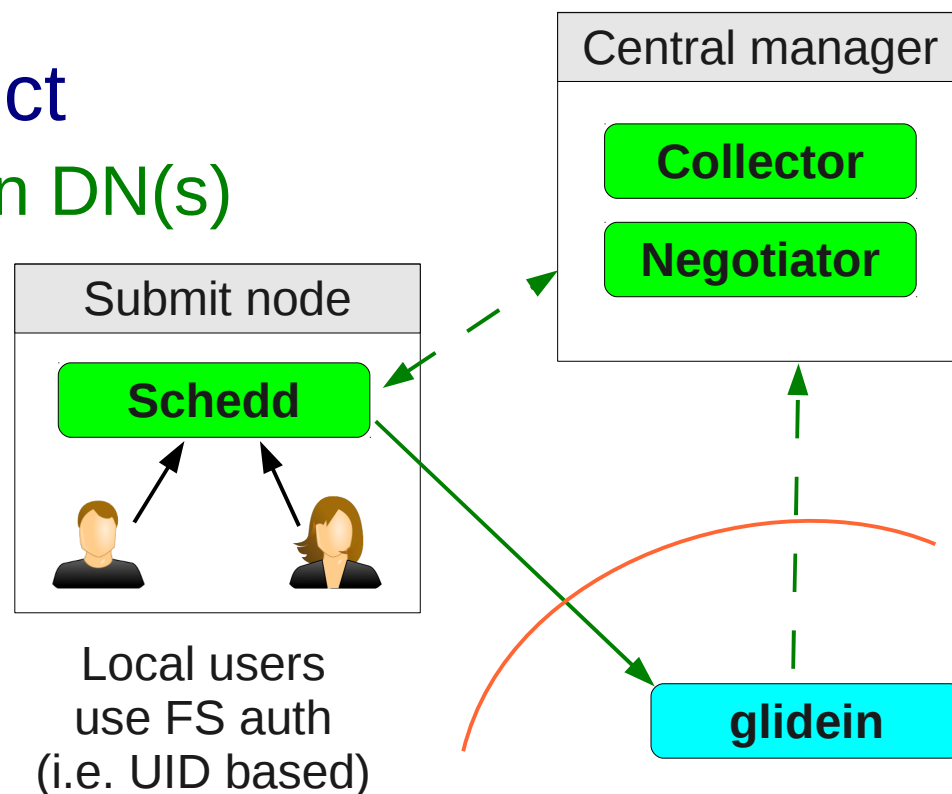 ct
n DN(s)
Central manager
Collector
Negotiator
Submit node
Schedd
Local users
use FS auth
(i.e. UID based)
glidein